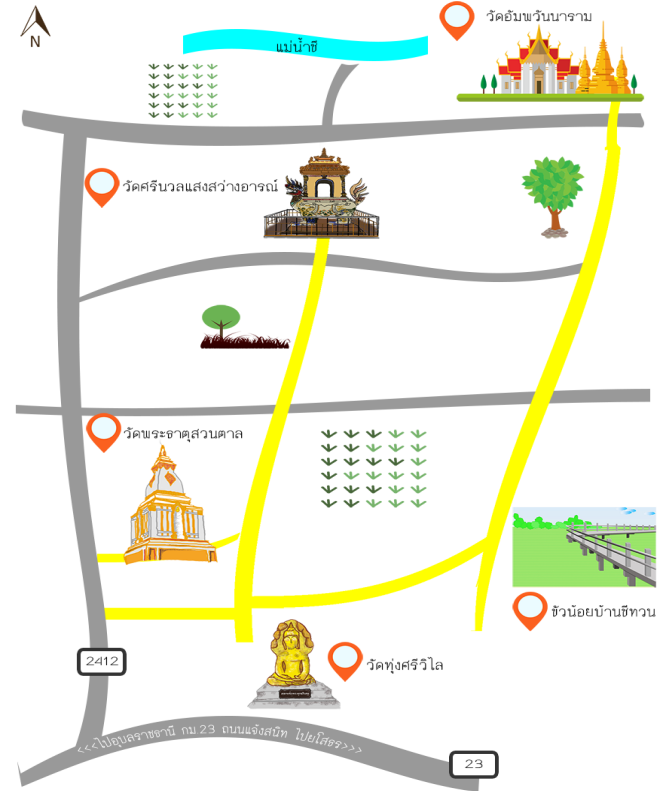 วัดอัมพวันนาราม
N
แม่น้ำชี
วัดศรีนวลแสงสว่างอารณ์
วัดพระธาตุสวนตาล
ขัวน้อยบ้านชีทวน
2412
วัดทุ่งศรีวิไล
<<<ไปอุบลราชธานี กม.23 ถนนแจ้งสนิท ไปยโสธร>>>
23